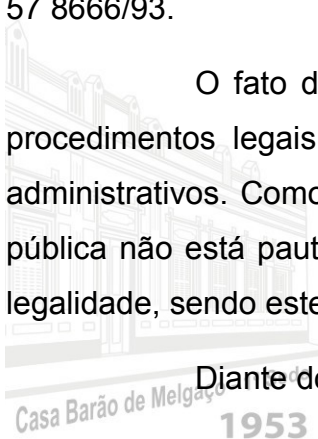 57 8666/93.
O fato d
procedimentos legais
administrativos. Como
pública não está paut
legalidade, sendo este
Diante do
Casa Barão de Melgaço
1953